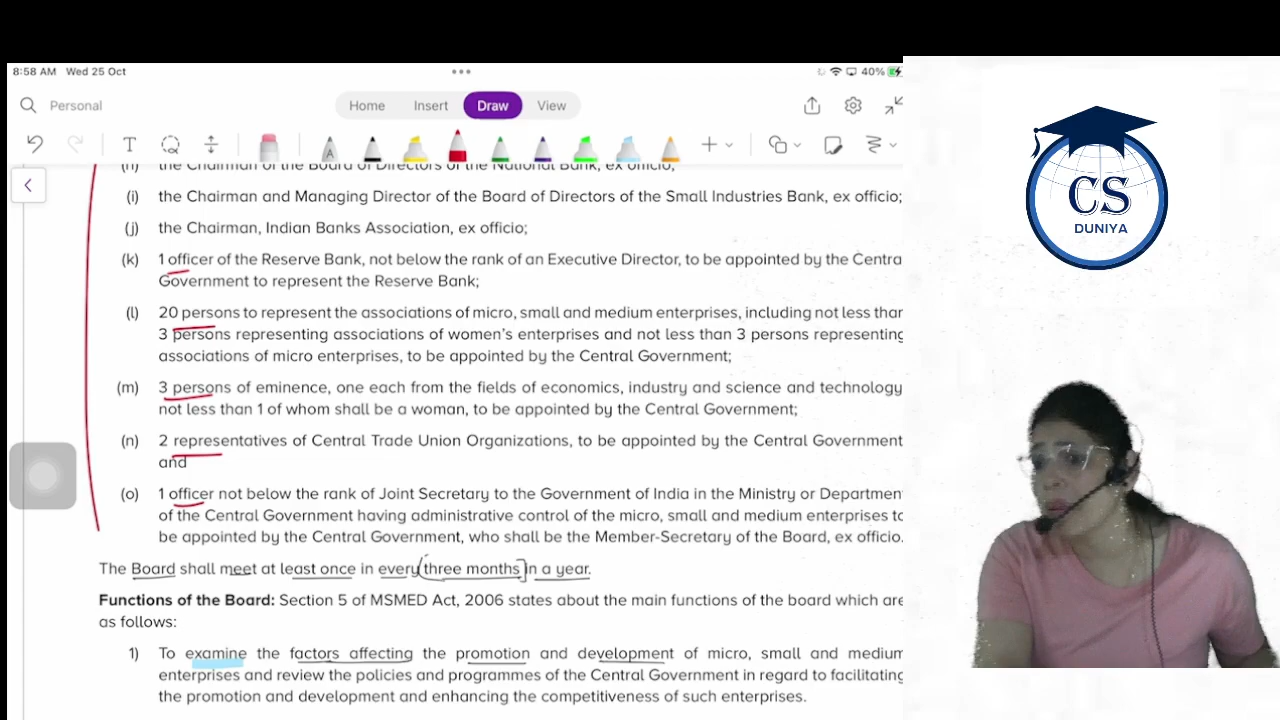 8:58 AM Wed 25 Oct
40%
Personal
Home Insert Draw View
T
A
(h) the Chairman of the Board of Directors of the National Bank, ex officio;
(i) the Chairman and Managing Director of the Board of Directors of the Small Industries Bank, ex officio;
(j) the Chairman, Indian Banks Association, ex officio;
(k) 1 officer of the Reserve Bank, not below the rank of an Executive Director, to be appointed by the Centra
Government to represent the Reserve Bank;
(l) 20 persons to represent the associations of micro, small and medium enterprises, including not less than
3 persons representing associations of women's enterprises and not less than 3 persons representing
associations of micro enterprises, to be appointed by the Central Government;
(m) 3 persons of eminence, one each from the fields of economics, industry and science and technology
not less than 1 of whom shall be a woman, to be appointed by the Central Government;
(n) 2 representatives of Central Trade Union Organizations, to be appointed by the Central Government
and
(o) 1 officer not below the rank of Joint Secretary to the Government of India in the Ministry or Departmen
of the Central Government having administrative control of the micro, small and medium enterprises to
be appointed by the Central Government, who shall be the Member-Secretary of the Board, ex officio.
The Board shall meet at least once in every three months in a year.
Functions of the Board: Section 5 of MSMED Act, 2006 states about the main functions of the board which are
as follows:
1) To examine the factors affecting the promotion and development of micro, small and medium
enterprises and review the policies and programmes of the Central Government in regard to facilitating
the promotion and development and enhancing the competitiveness of such enterprises.
CS
DUNIYA